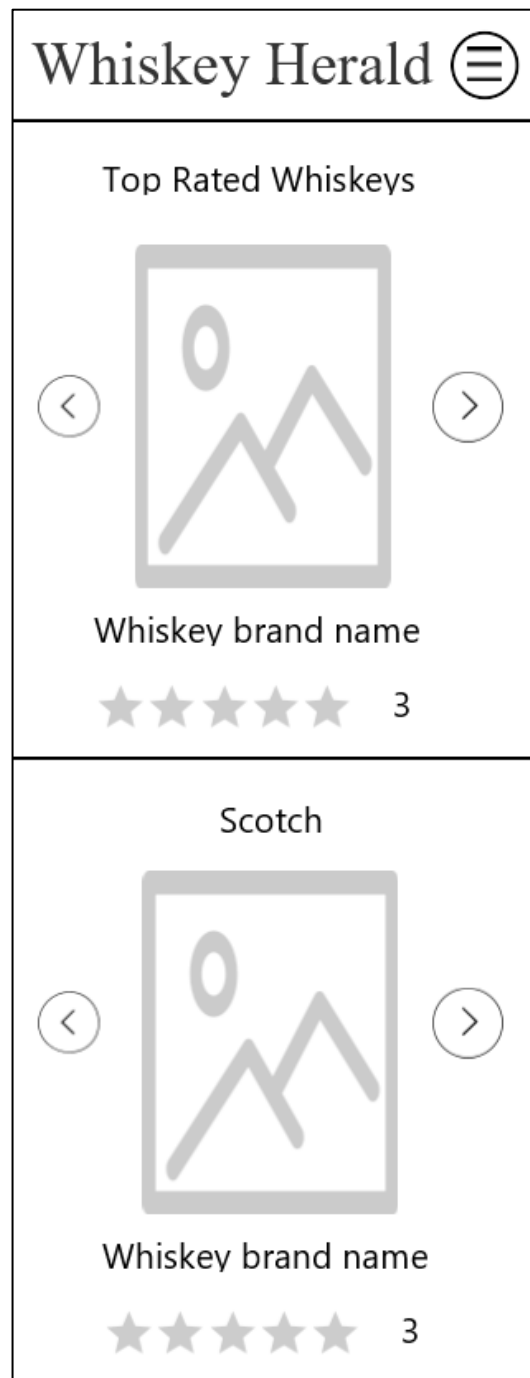 Whiskey Herald
Top Rated Whiskeys
Whiskey brand name
3
Scotch
Whiskey brand name
3